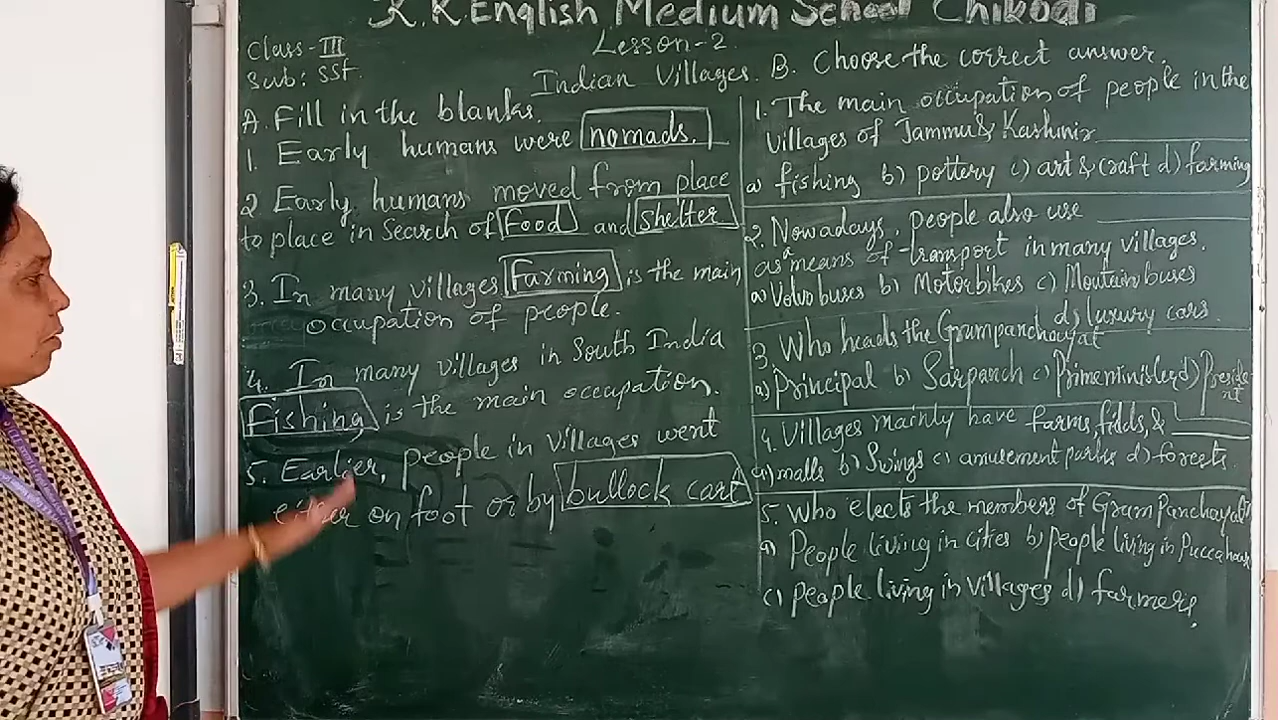 K. K. English Medium School Chikodi
Class-III
Lesson-2.
Sub: SST
Indian Villages.
A. Fill in the blanks.
1. Early humans were nomads.
2 Early humans moved from place
to place in Search of Food and Shelter
3. In many villages Farming is the main
occupation of people.
4. In many villages in South India
Fishing is the main occupation.
5. Earlier, people in villages went
either on foot or by bullock cart
B. Choose the correct answer.
1. The main occupation of people in the
villages of Jammu & Kashmir
a) fishing b) pottery c) art & craft d) farming
2. Nowadays, people also use
as a means of transport in many villages.
a) Volvo buses b) Motorbikes c) Mountain buses
d) luxury cars.
3. Who heads the Grampanchayat
a) Principal b) Sarpanch c) Primeminister d) Preside-
nt
4. Villages mainly have farms, fields, &
a) malls b) Swings c) amusement parks d) forests.
5. Who elects the members of Gram Panchayat
a) People living in cities b) people living in Pucca house
c) People living in villages d) farmers,